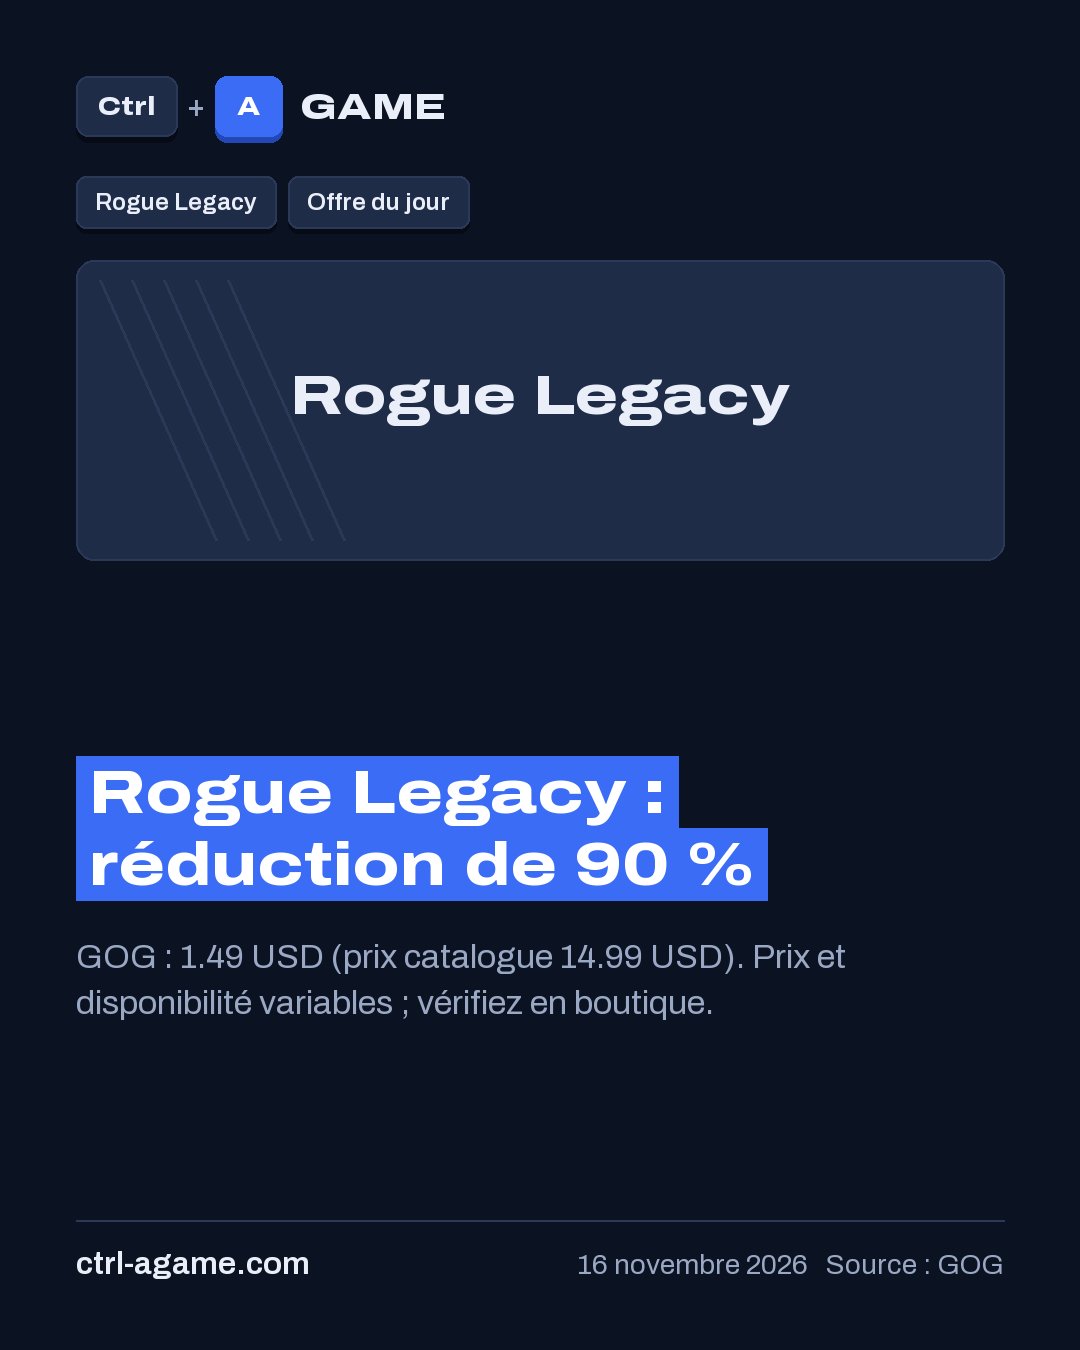 Ctrl + A GAME
Rogue Legacy Offre du jour
Rogue Legacy
Rogue Legacy :
réduction de 90 %
GOG : 1.49 USD (prix catalogue 14.99 USD). Prix et
disponibilité variables ; vérifiez en boutique.
ctrl-agame.com 16 novembre 2026 Source : GOG